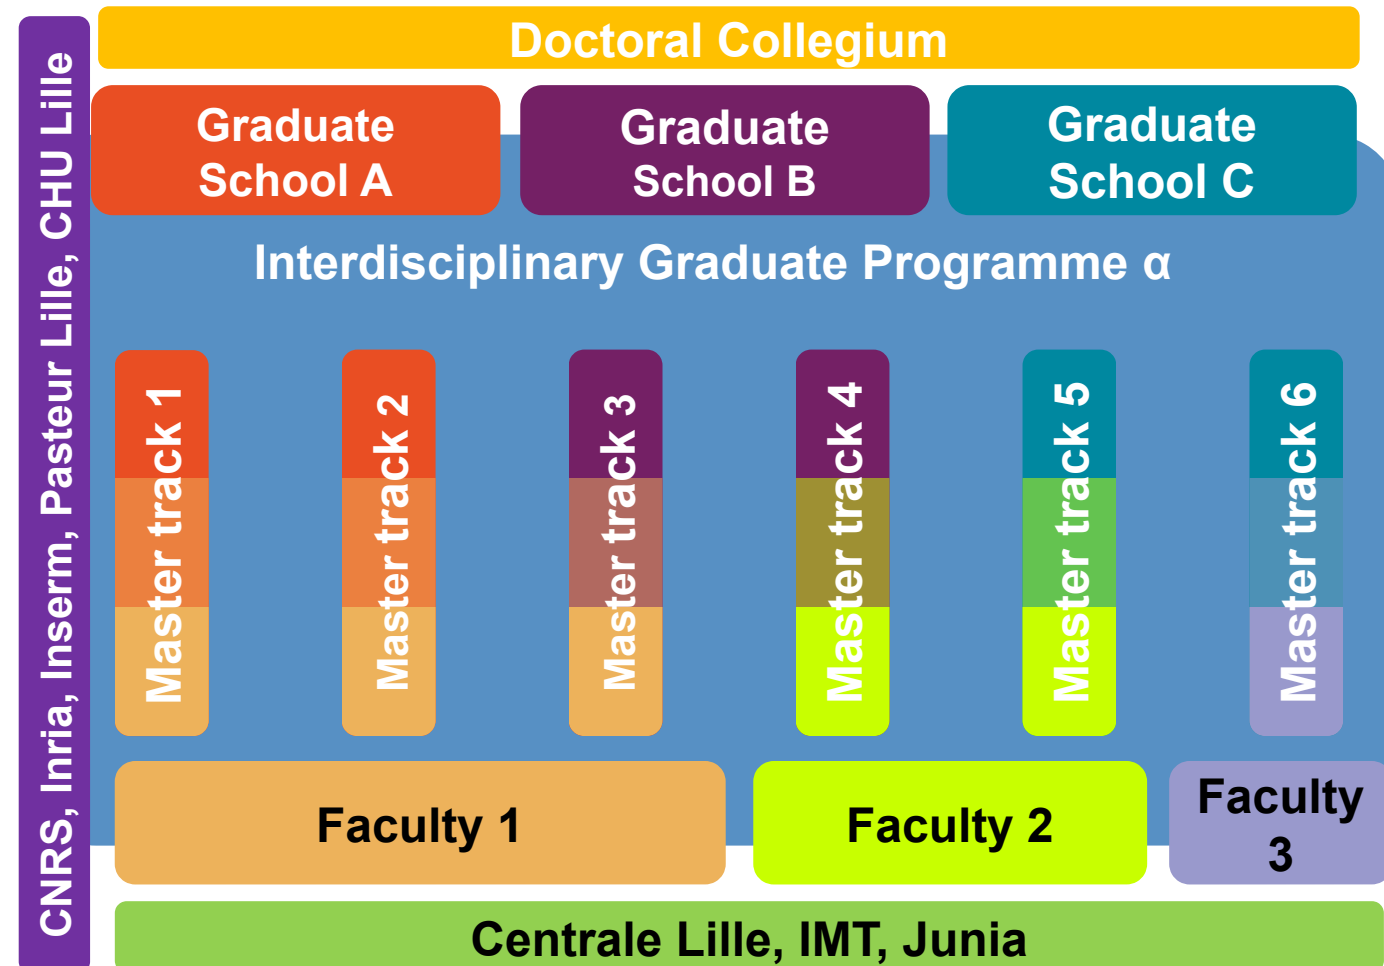 CNRS, Inria, Inserm, Pasteur Lille, CHU Lille
Doctoral Collegium
Graduate
School A
Graduate
School B
Graduate
School C
Interdisciplinary Graduate Programme α
Master track 1
Master track 2
Master track 3
Master track 4
Master track 5
Master track 6
Faculty 1
Faculty 2
Faculty
3
Centrale Lille, IMT, Junia